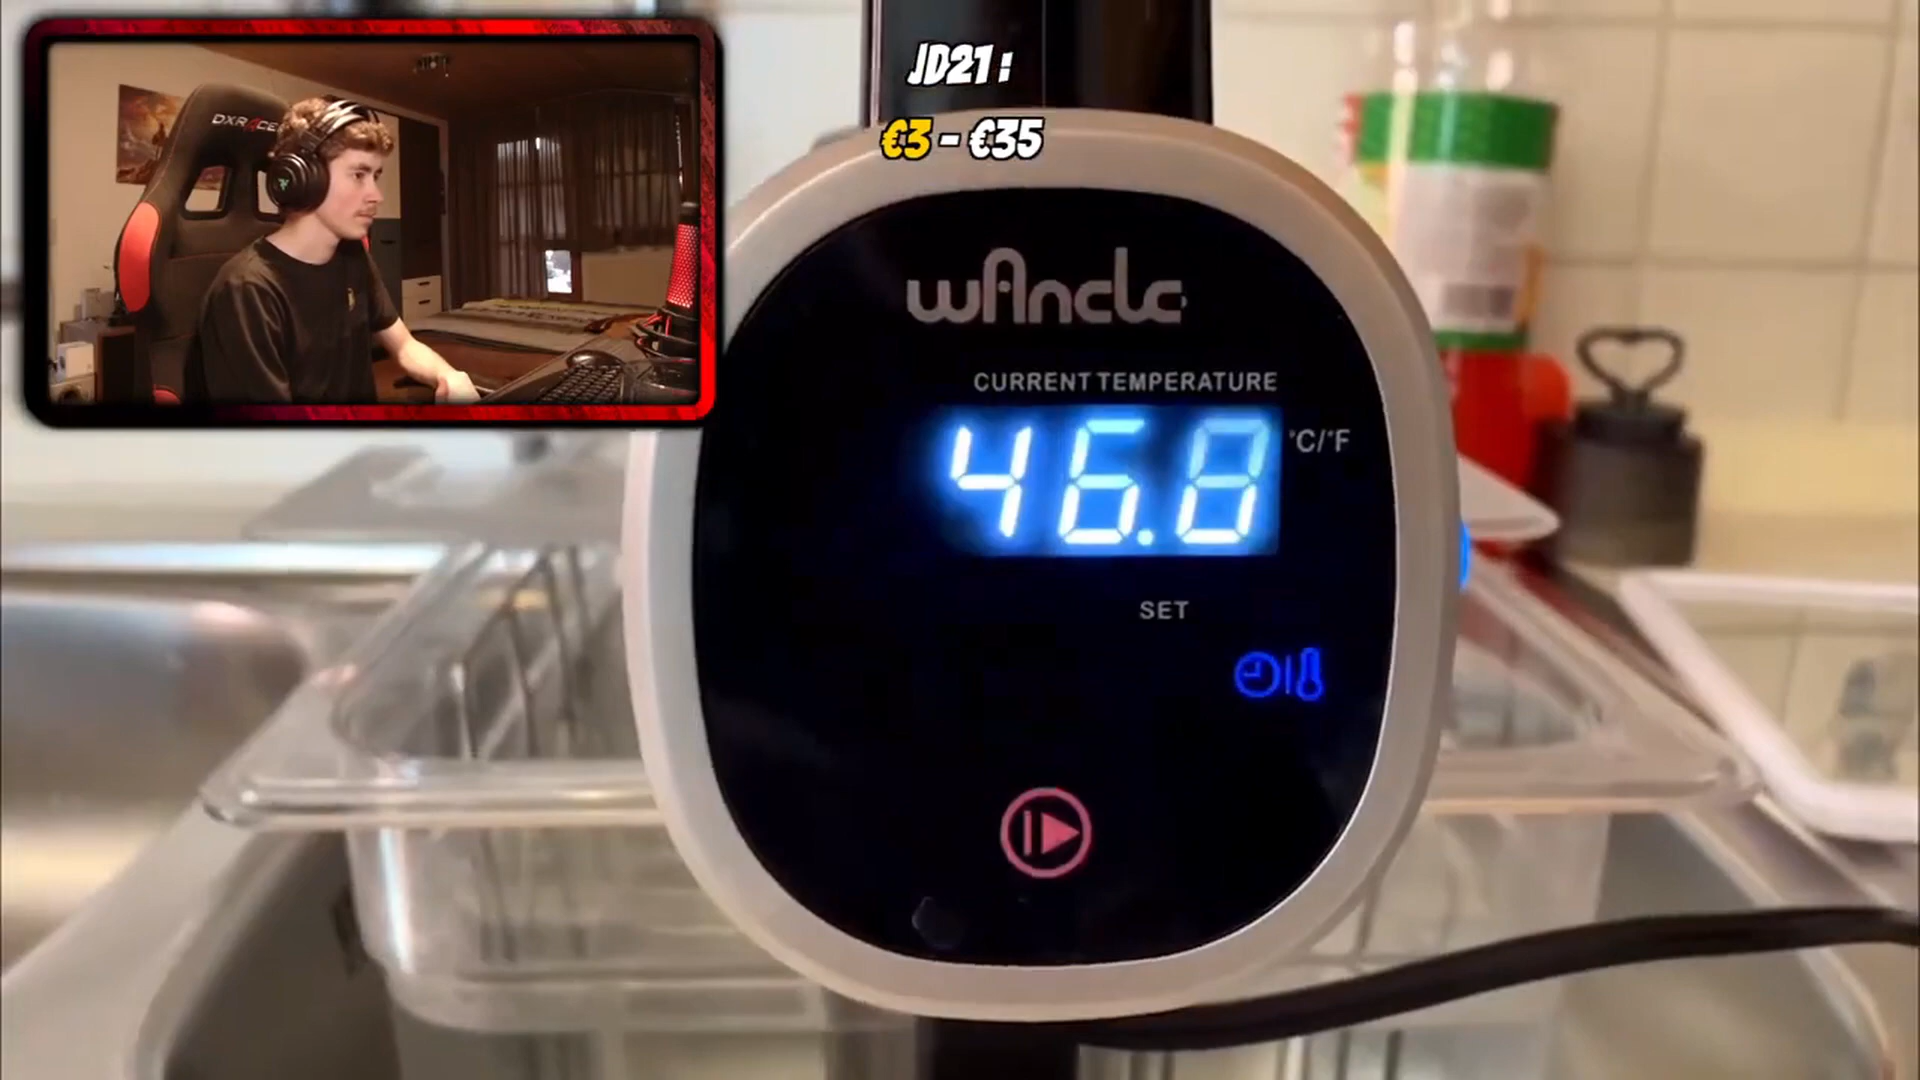 JD21:
€3 - €35
DXRACER
wAncle
CURRENT TEMPERATURE
46.8
°C/°F
SET